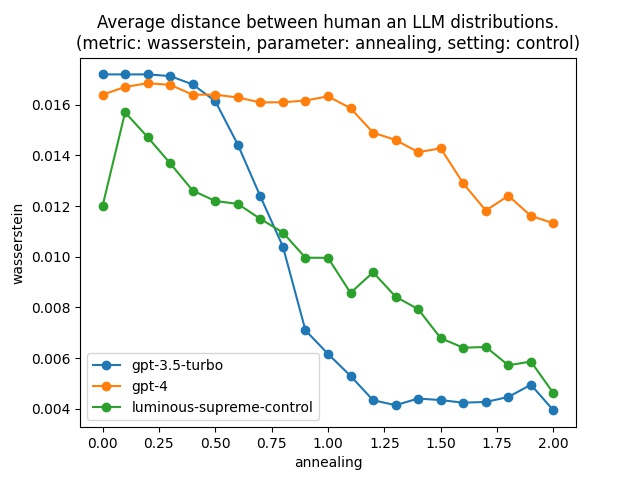 Average distance between human an LLM distributions.
(metric: wasserstein, parameter: annealing, setting: control)
wasserstein
0.016
0.014
0.012
0.010
0.008
0.006
0.004
gpt-3.5-turbo
gpt-4
luminous-supreme-control
0.00 0.25 0.50 0.75 1.00 1.25 1.50 1.75 2.00
annealing